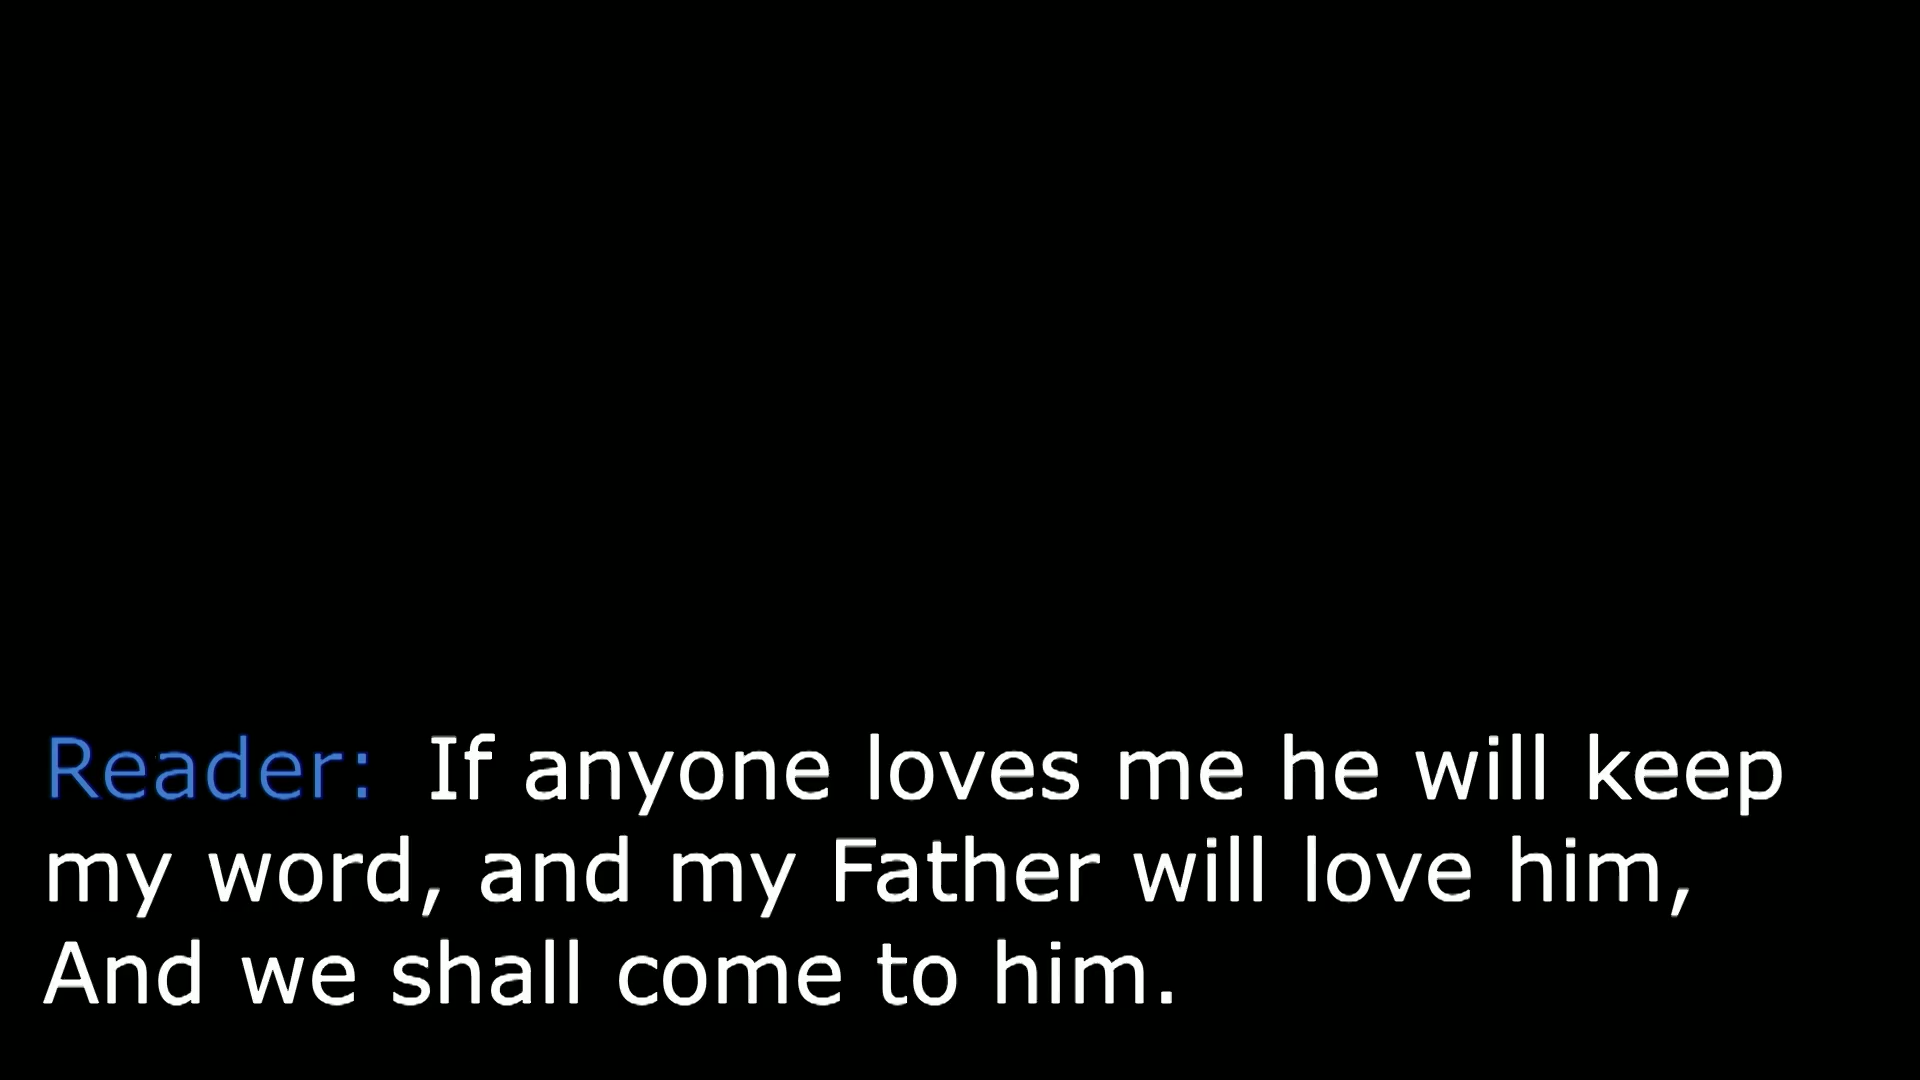 Reader: If anyone loves me he will keep
my word, and my Father will love him,
And we shall come to him.